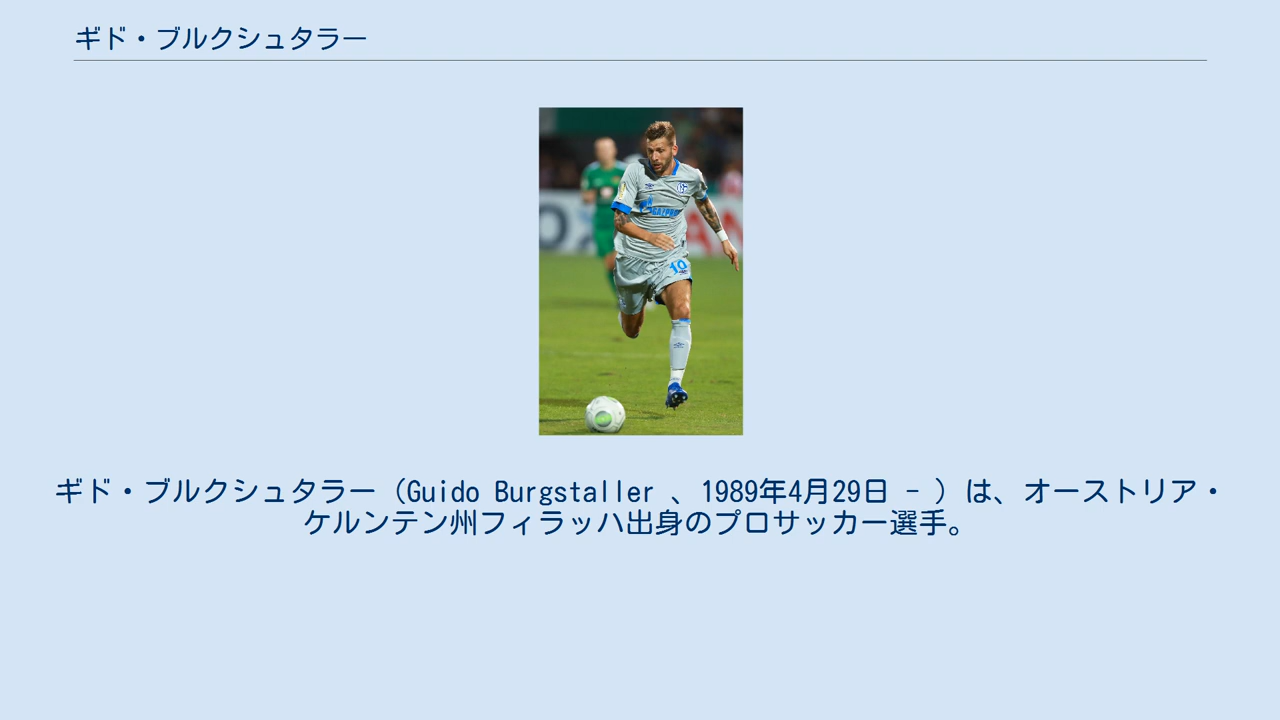 ギド・ブルクシュタラー
GAZPROM
10
ギド・ブルクシュタラー（Guido Burgstaller 、1989年4月29日 - ）は、オーストリア・
ケルンテン州フィラッハ出身のプロサッカー選手。